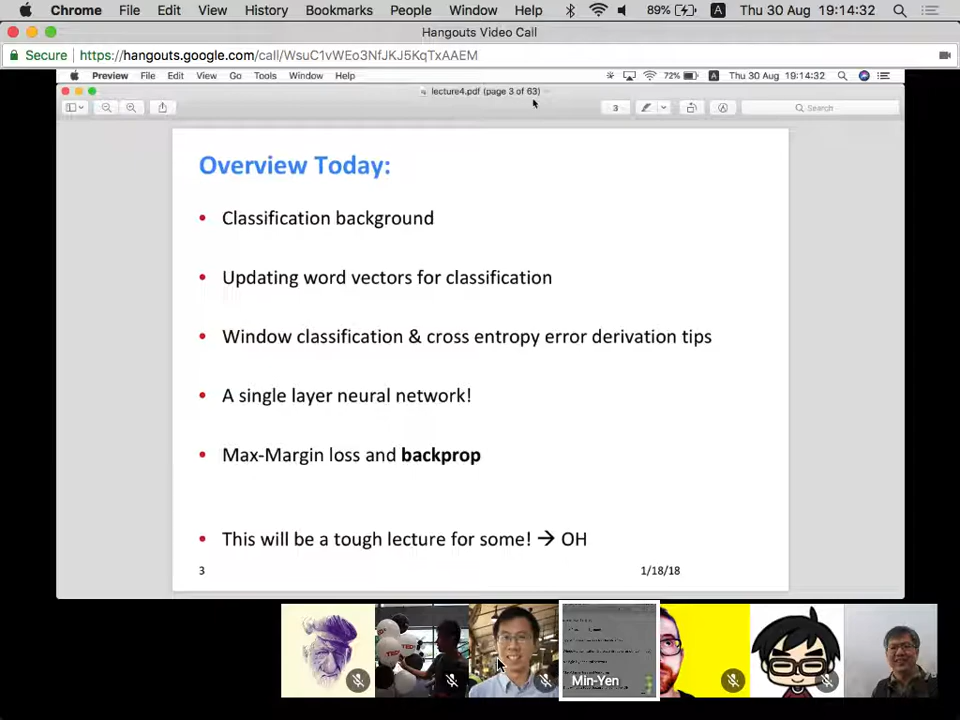 Chrome File Edit View History Bookmarks People Window Help 89% A Thu 30 Aug 19:14:32
Hangouts Video Call
Secure https://hangouts.google.com/call/WsuC1vWEo3NfJKJ5KqTxAAEM
Preview File Edit View Go Tools Window Help 72% A Thu 30 Aug 19:14:32
lecture4.pdf (page 3 of 63)
3 Search
Overview Today:
• Classification background
• Updating word vectors for classification
• Window classification & cross entropy error derivation tips
• A single layer neural network!
• Max-Margin loss and backprop
• This will be a tough lecture for some! → OH
3 1/18/18
Min-Yen